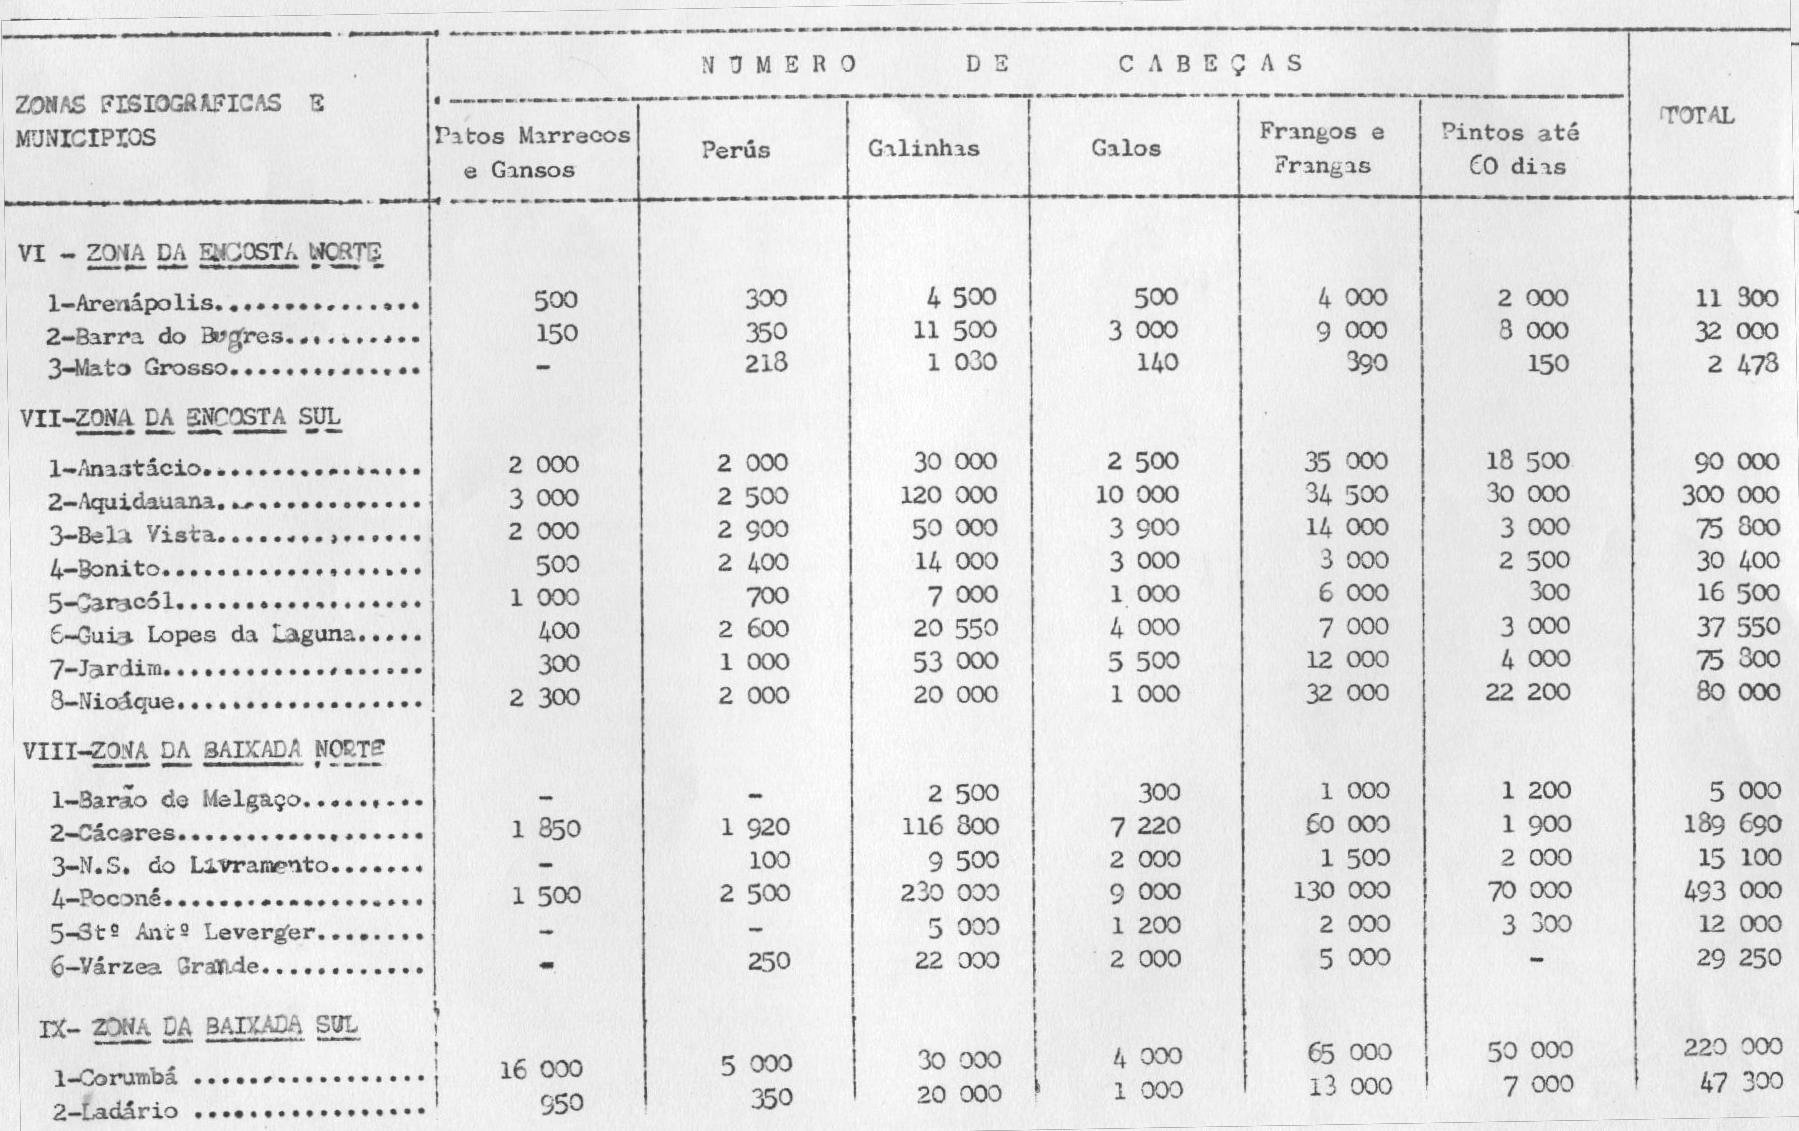 NÚMERO DE CABEÇAS
ZONAS FISIOGRAFICAS E
MUNICIPIOS
Patos Marrecos
e Gansos
Perús
Galinhas
Galos
Frangos e
Frangas
Pintos até
60 dias
TOTAL
VI - ZONA DA ENCOSTA NORTE
1-Arenápolis............... 500 300 4 500 500 4 000 2 000 11 800
2-Barra do Bugres.......... 150 350 11 500 3 000 9 000 8 000 32 000
3-Mato Grosso.............. - 218 1 080 140 890 150 2 478
VII-ZONA DA ENCOSTA SUL
1-Anastácio................ 2 000 2 000 30 000 2 500 35 000 18 500 90 000
2-Aquidauana............... 3 000 2 500 120 000 10 000 34 500 30 000 300 000
3-Bela Vista............... 2 000 2 900 50 000 3 900 14 000 3 000 75 800
4-Bonito................... 500 2 400 14 000 3 000 8 000 2 500 30 400
5-Caracól.................. 1 000 700 7 000 1 000 6 000 300 16 500
6-Guia Lopes da Laguna..... 400 2 600 20 550 4 000 7 000 3 000 37 550
7-Jardim................... 300 1 000 53 000 5 500 12 000 4 000 75 800
8-Nioáque.................. 2 300 2 000 20 000 1 000 32 000 22 200 80 000
VIII-ZONA DA BAIXADA NORTE
1-Barão de Melgaço......... - - 2 500 300 1 000 1 200 5 000
2-Cáceres.................. 1 850 1 920 116 800 7 220 60 000 1 900 189 690
3-N.S. do Livramento....... - 100 9 500 2 000 1 500 2 000 15 100
4-Poconé................... 1 500 2 500 230 000 9 000 130 000 70 000 493 000
5-Stº Antº Leverger........ - - 5 000 1 200 2 000 3 800 12 000
6-Várzea Grande............ - 250 22 000 2 000 5 000 - 29 250
IX- ZONA DA BAIXADA SUL
1-Corumbá ................. 16 000 5 000 30 000 4 000 65 000 50 000 220 000
2-Ladário ................. 950 350 20 000 1 000 13 000 7 000 47 300